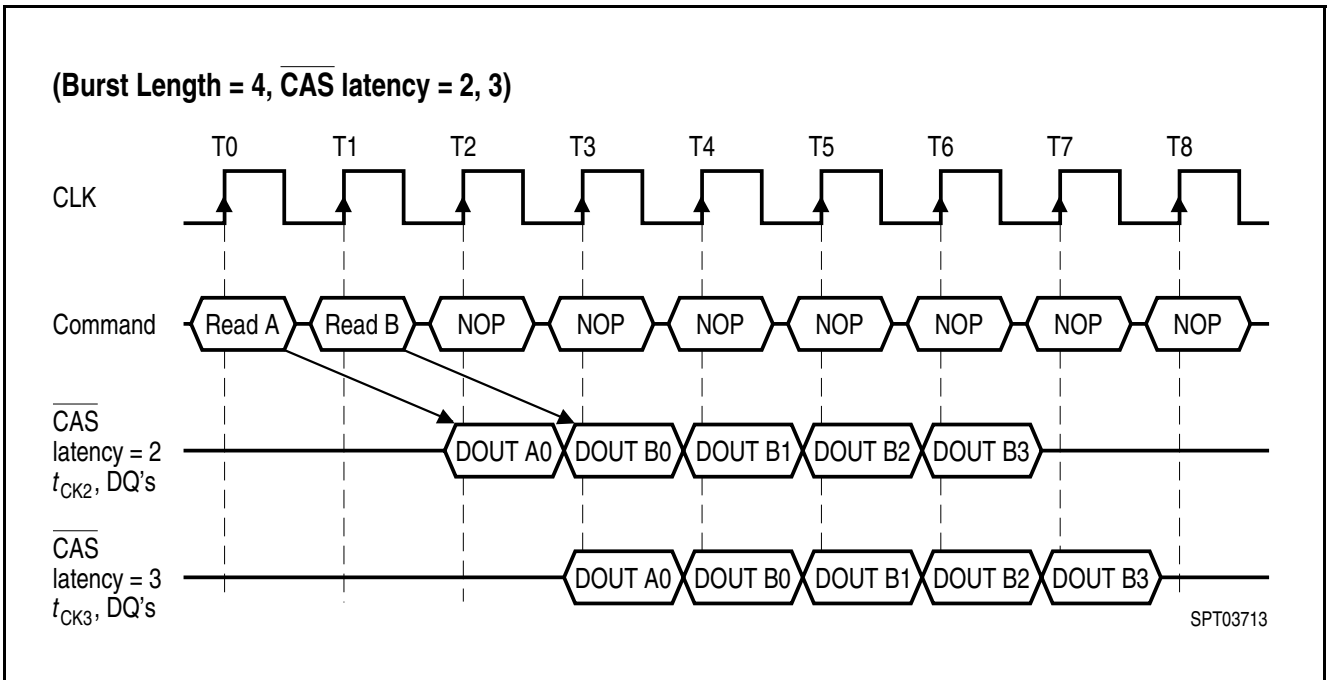 (Burst Length = 4, CAS latency = 2, 3)
T0 T1 T2 T3 T4 T5 T6 T7 T8
CLK
Command Read A Read B NOP NOP NOP NOP NOP NOP NOP
CAS
latency = 2
tCK2, DQ's
DOUT A0 DOUT B0 DOUT B1 DOUT B2 DOUT B3
CAS
latency = 3
tCK3, DQ's
DOUT A0 DOUT B0 DOUT B1 DOUT B2 DOUT B3
SPT03713